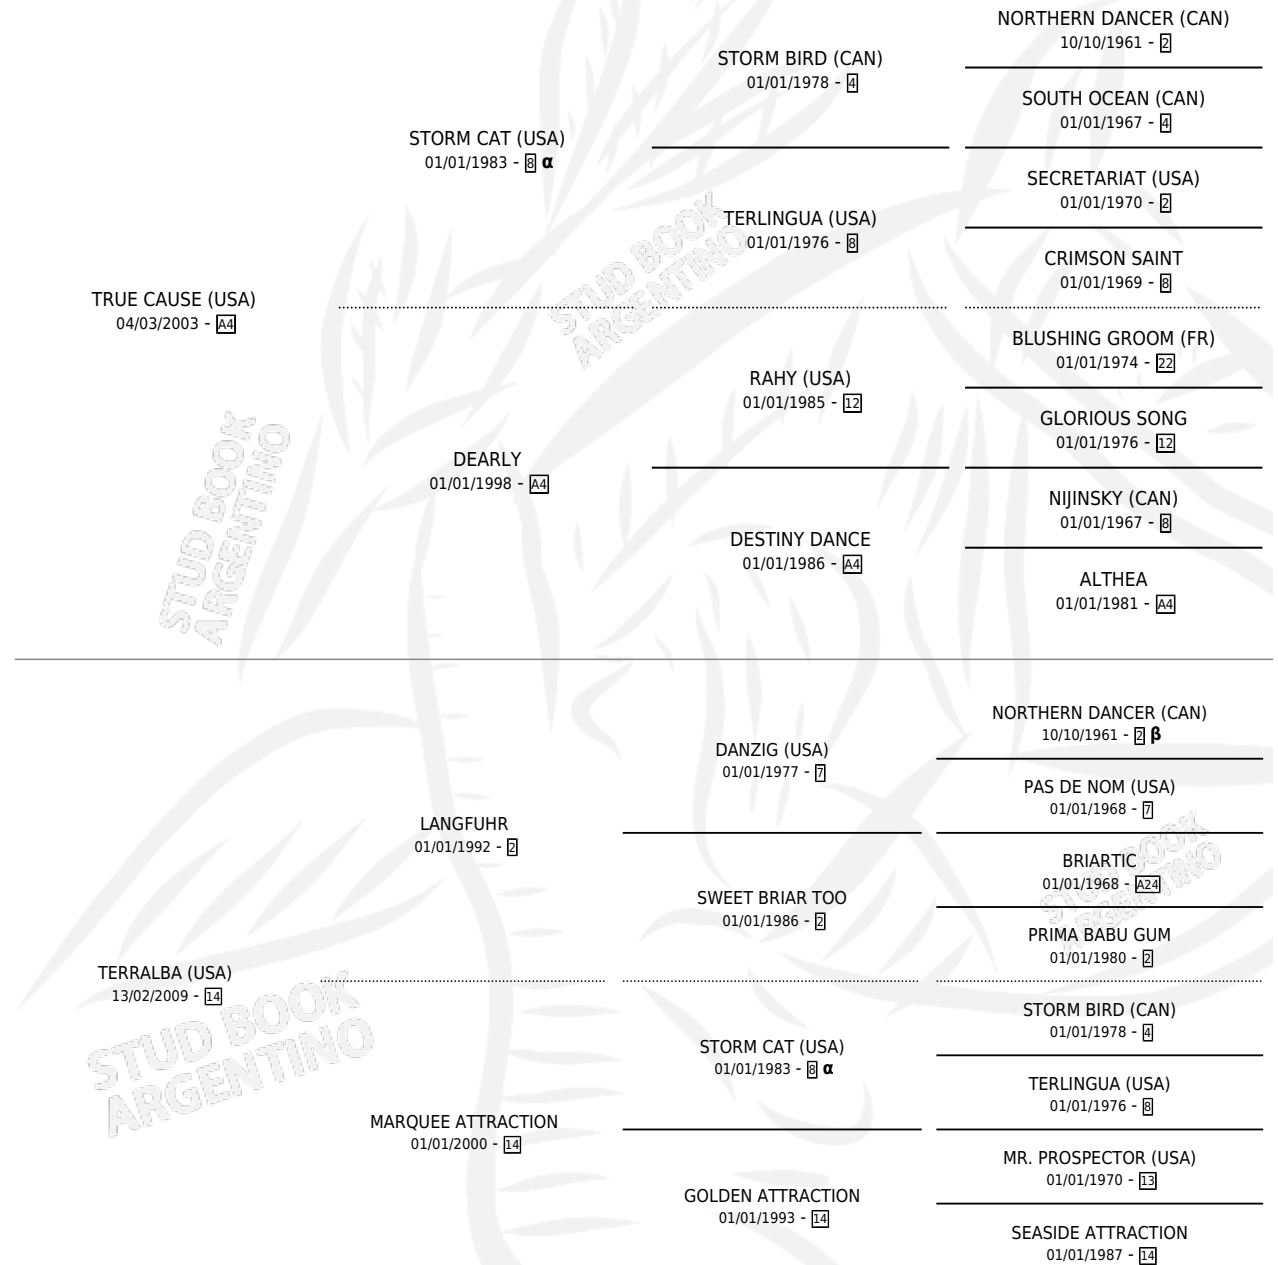 NORTHERN DANCER (CAN)
10/10/1961 - 2
STORM BIRD (CAN)
01/01/1978 - 4
SOUTH OCEAN (CAN)
01/01/1967 - 4
STORM CAT (USA)
01/01/1983 - 8 α
SECRETARIAT (USA)
01/01/1970 - 2
TERLINGUA (USA)
01/01/1976 - 8
CRIMSON SAINT
01/01/1969 - 8
TRUE CAUSE (USA)
04/03/2003 - A4
BLUSHING GROOM (FR)
01/01/1974 - 22
RAHY (USA)
01/01/1985 - 12
GLORIOUS SONG
01/01/1976 - 12
DEARLY
01/01/1998 - A4
NIJINSKY (CAN)
01/01/1967 - 8
DESTINY DANCE
01/01/1986 - A4
ALTHEA
01/01/1981 - A4
NORTHERN DANCER (CAN)
10/10/1961 - 2 β
DANZIG (USA)
01/01/1977 - 7
PAS DE NOM (USA)
01/01/1968 - 7
LANGFUHR
01/01/1992 - 2
BRIARTIC
01/01/1968 - A24
SWEET BRIAR TOO
01/01/1986 - 2
PRIMA BABU GUM
01/01/1980 - 2
TERRALBA (USA)
13/02/2009 - 14
STORM BIRD (CAN)
01/01/1978 - 4
STORM CAT (USA)
01/01/1983 - 8 α
TERLINGUA (USA)
01/01/1976 - 8
MARQUEE ATTRACTION
01/01/2000 - 14
MR. PROSPECTOR (USA)
01/01/1970 - 13
GOLDEN ATTRACTION
01/01/1993 - 14
SEASIDE ATTRACTION
01/01/1987 - 14
STUD BOOK
ARGENTINO
STUD BOOK
ARGENTINO
STUD BOOK
ARGENTINO
STUD BOOK
ARGENTINO